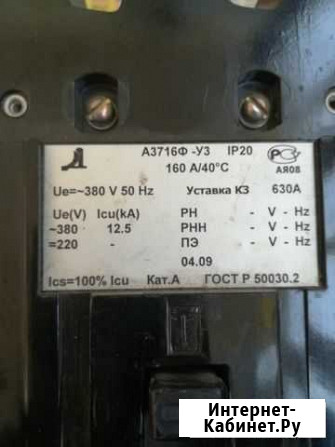 А3716Ф -У3 IP20
160 А/40°С
АЯ08
Ue=~380 V 50 Hz Уставка КЗ 630А
Ue(V) Icu(kA) РН - V - Hz
~380 12.5 РНН - V - Hz
=220 - ПЭ - V - Hz
04.09
Ics=100% Icu Кат.А ГОСТ Р 50030.2
Интернет-
Кабинет.Ру